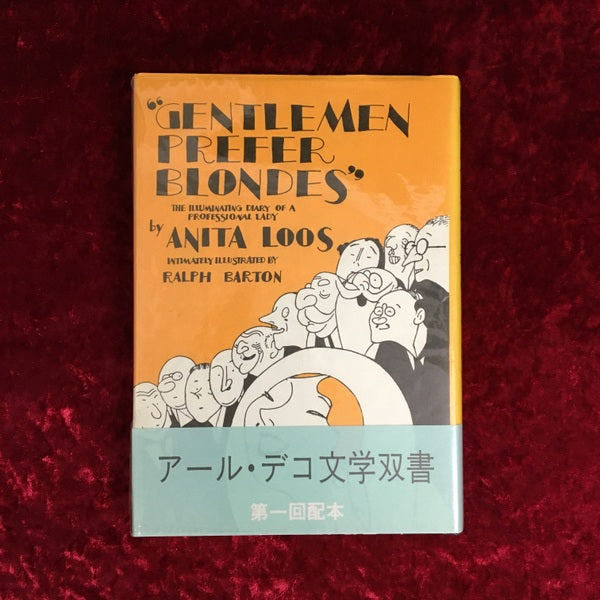 "GENTLEMEN
PREFER
BLONDES"
THE ILLUMINATING DIARY OF A
PROFESSIONAL LADY
by ANITA LOOS
INTIMATELY ILLUSTRATED BY
RALPH BARTON
アール・デコ文学双書
第一回配本